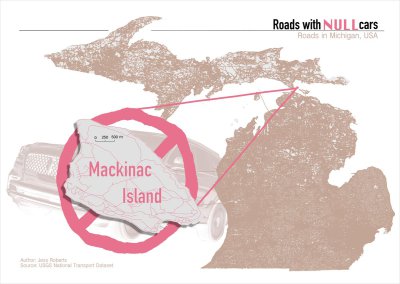 Roads with NULL cars
Roads in Michigan, USA
0 250 500 m
Mackinac
Island
Author: Jerry Roberts
Source: USGS National Transport Dataset